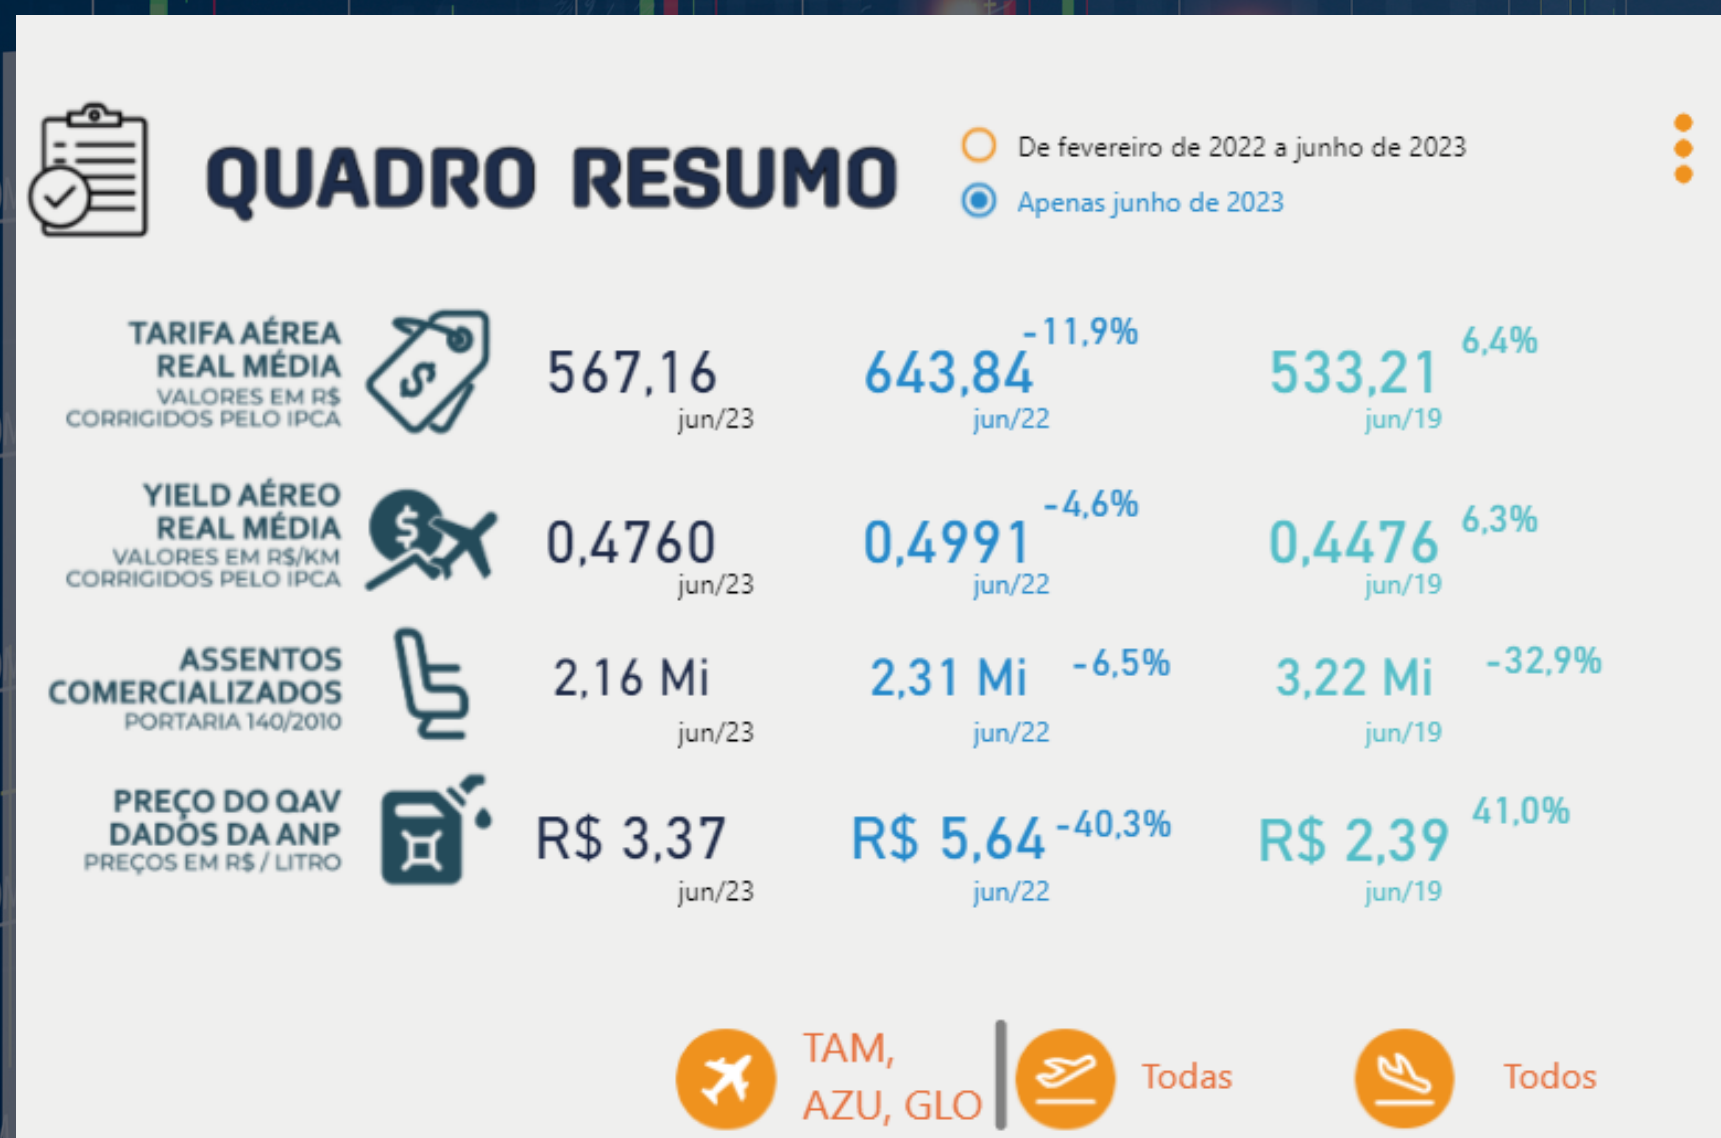 QUADRO RESUMO
De fevereiro de 2022 a junho de 2023
Apenas junho de 2023
TARIFA AÉREA
REAL MÉDIA
VALORES EM R$
CORRIGIDOS PELO IPCA
567,16
jun/23
643,84
-11,9%
jun/22
533,21
6,4%
jun/19
YIELD AÉREO
REAL MÉDIA
VALORES EM R$/KM
CORRIGIDOS PELO IPCA
0,4760
jun/23
0,4991
-4,6%
jun/22
0,4476
6,3%
jun/19
ASSENTOS
COMERCIALIZADOS
PORTARIA 140/2010
2,16 Mi
jun/23
2,31 Mi
-6,5%
jun/22
3,22 Mi
-32,9%
jun/19
PREÇO DO QAV
DADOS DA ANP
PREÇOS EM R$ / LITRO
R$ 3,37
jun/23
R$ 5,64
-40,3%
jun/22
R$ 2,39
41,0%
jun/19
TAM,
AZU, GLO
Todas
Todos